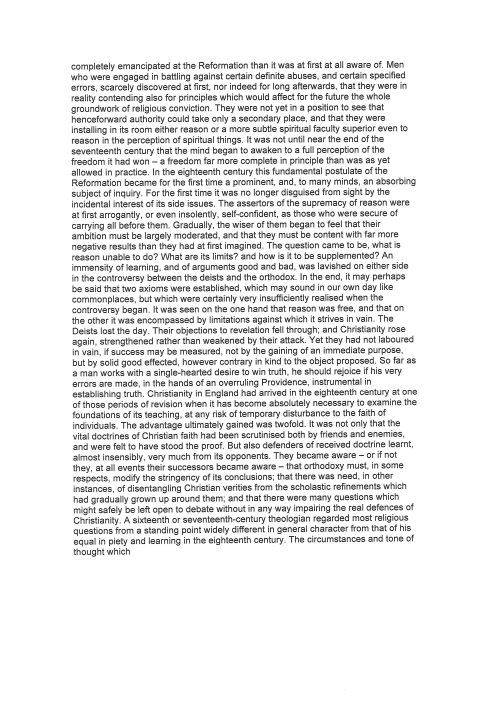 completely emancipated at the Reformation than it was at first at all aware of. Men
who were engaged in battling against certain definite abuses, and certain specified
errors, scarcely discovered at first, nor indeed for long afterwards, that they were in
reality contending also for principles which would affect for the future the whole
groundwork of religious conviction. They were not yet in a position to see that
henceforward authority could take only a secondary place, and that they were
installing in its room either reason or a more subtle spiritual faculty superior even to
reason in the perception of spiritual things. It was not until near the end of the
seventeenth century that the mind began to awaken to a full perception of the
freedom it had won – a freedom far more complete in principle than was as yet
allowed in practice. In the eighteenth century this fundamental postulate of the
Reformation became for the first time a prominent, and, to many minds, an absorbing
subject of inquiry. For the first time it was no longer disguised from sight by the
incidental interest of its side issues. The assertors of the supremacy of reason were
at first arrogantly, or even insolently, self-confident, as those who were secure of
carrying all before them. Gradually, the wiser of them began to feel that their
ambition must be largely moderated, and that they must be content with far more
negative results than they had at first imagined. The question came to be, what is
reason unable to do? What are its limits? and how is it to be supplemented? An
immensity of learning, and of arguments good and bad, was lavished on either side
in the controversy between the deists and the orthodox. In the end, it may perhaps
be said that two axioms were established, which may sound in our own day like
commonplaces, but which were certainly very insufficiently realised when the
controversy began. It was seen on the one hand that reason was free, and that on
the other it was encompassed by limitations against which it strives in vain. The
Deists lost the day. Their objections to revelation fell through; and Christianity rose
again, strengthened rather than weakened by their attack. Yet they had not laboured
in vain, if success may be measured, not by the gaining of an immediate purpose,
but by solid good effected, however contrary in kind to the object proposed. So far as
a man works with a single-hearted desire to win truth, he should rejoice if his very
errors are made, in the hands of an overruling Providence, instrumental in
establishing truth. Christianity in England had arrived in the eighteenth century at one
of those periods of revision when it has become absolutely necessary to examine the
foundations of its teaching, at any risk of temporary disturbance to the faith of
individuals. The advantage ultimately gained was twofold. It was not only that the
vital doctrines of Christian faith had been scrutinised both by friends and enemies,
and were felt to have stood the proof. But also defenders of received doctrine learnt,
almost insensibly, very much from its opponents. They became aware – or if not
they, at all events their successors became aware – that orthodoxy must, in some
respects, modify the stringency of its conclusions; that there was need, in other
instances, of disentangling Christian verities from the scholastic refinements which
had gradually grown up around them; and that there were many questions which
might safely be left open to debate without in any way impairing the real defences of
Christianity. A sixteenth or seventeenth-century theologian regarded most religious
questions from a standing point widely different in general character from that of his
equal in piety and learning in the eighteenth century. The circumstances and tone of
thought which